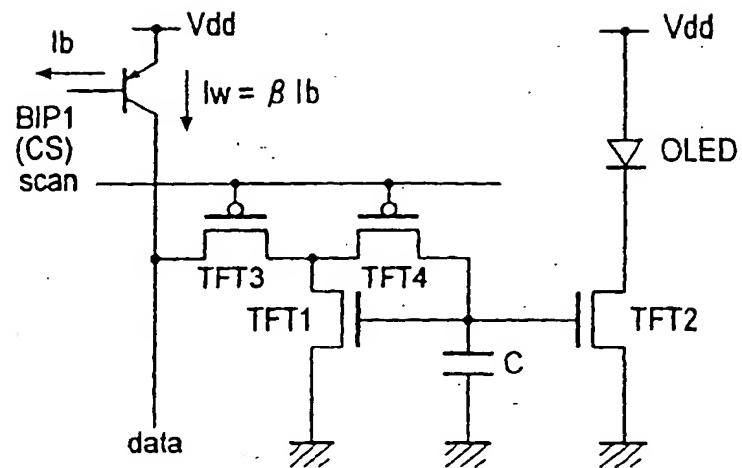 Vdd
Ib
Iw = β Ib
BIP1
(CS)
scan
Vdd
OLED
TFT3
TFT4
TFT1
TFT2
C
data